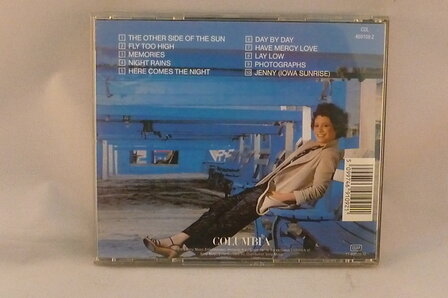 1 THE OTHER SIDE OF THE SUN
2 FLY TOO HIGH
3 MEMORIES
4 NIGHT RAINS
5 HERE COMES THE NIGHT
6 DAY BY DAY
7 HAVE MERCY LOVE
8 LAY LOW
9 PHOTOGRAPHS
10 JENNY (IOWA SUNRISE)
CDL
COLUMBIA